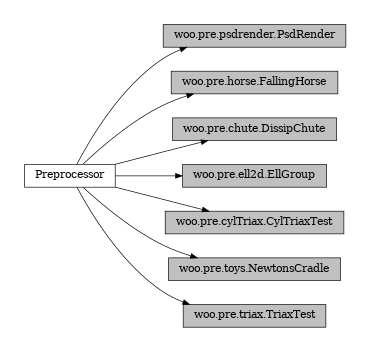 woo.pre.psdrender.PsdRender
woo.pre.horse.FallingHorse
woo.pre.chute.DissipChute
Preprocessor
woo.pre.ell2d.EllGroup
woo.pre.cylTriax.CylTriaxTest
woo.pre.toys.NewtonsCradle
woo.pre.triax.TriaxTest